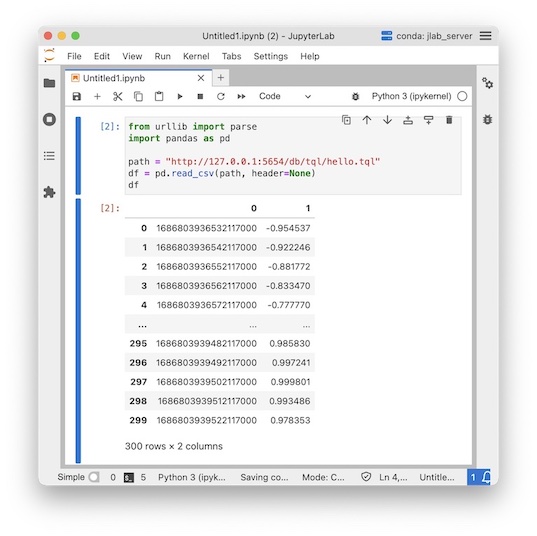 Untitled1.ipynb (2) - JupyterLab
conda: jlab_server
File Edit View Run Kernel Tabs Settings Help
Untitled1.ipynb
Code
Python 3 (ipykernel)
[2]:
from urllib import parse
import pandas as pd
path = "http://127.0.0.1:5654/db/tql/hello.tql"
df = pd.read_csv(path, header=None)
df
[2]:
0 1
0 1686803936532117000 -0.954537
1 1686803936542117000 -0.922246
2 1686803936552117000 -0.881772
3 1686803936562117000 -0.833470
4 1686803936572117000 -0.777770
... ... ...
295 1686803939482117000 0.985830
296 1686803939492117000 0.997241
297 1686803939502117000 0.999801
298 1686803939512117000 0.993486
299 1686803939522117000 0.978353
300 rows × 2 columns
Simple 0 5 Python 3 (ipyk... Saving co... Mode: C... Ln 4,... Untitle... 1